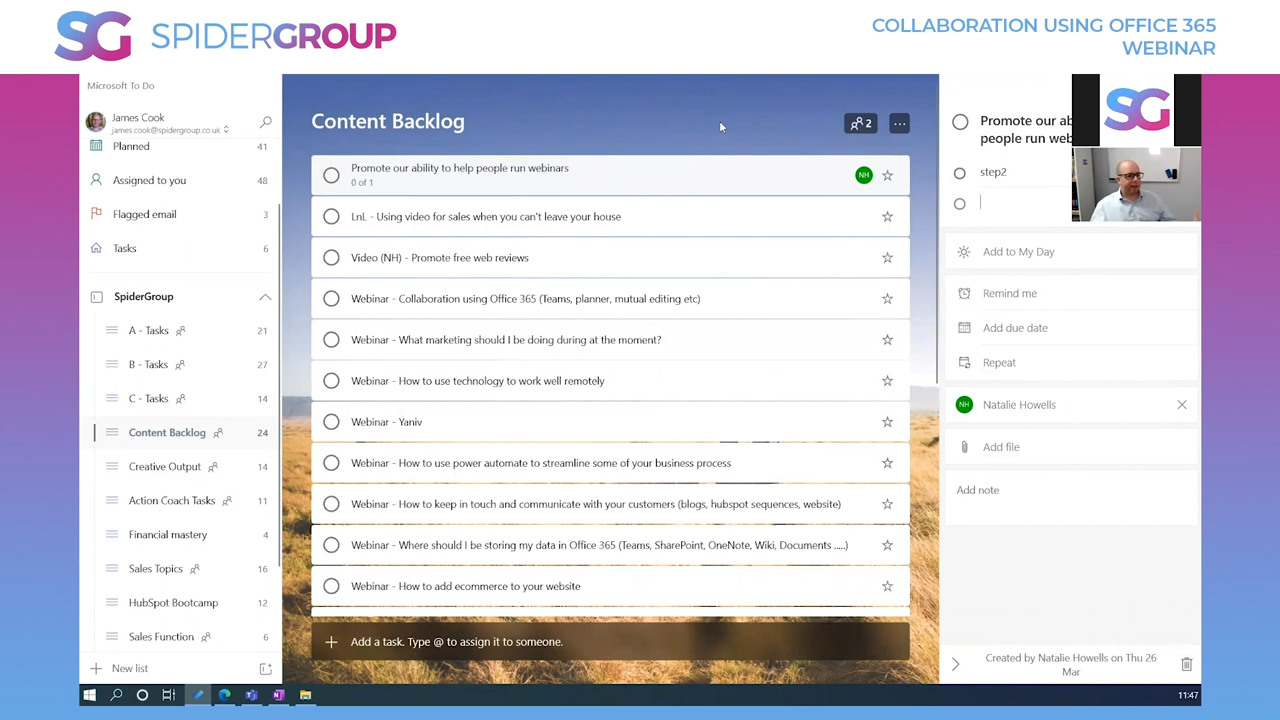 SG SPIDERGROUP
COLLABORATION USING OFFICE 365
WEBINAR
Microsoft To Do
James Cook
james.cook@spidergroup.co.uk
Planned 41
Assigned to you 48
Flagged email 3
Tasks 6
SpiderGroup
A - Tasks 21
B - Tasks 27
C - Tasks 14
Content Backlog 24
Creative Output 14
Action Coach Tasks 11
Financial mastery 4
Sales Topics 16
HubSpot Bootcamp 12
Sales Function 6
New list
Content Backlog
2
Promote our ability to help people run webinars
0 of 1
NH
LnL - Using video for sales when you can't leave your house
Video (NH) - Promote free web reviews
Webinar - Collaboration using Office 365 (Teams, planner, mutual editing etc)
Webinar - What marketing should I be doing during at the moment?
Webinar - How to use technology to work well remotely
Webinar - Yaniv
Webinar - How to use power automate to streamline some of your business process
Webinar - How to keep in touch and communicate with your customers (blogs, hubspot sequences, website)
Webinar - Where should I be storing my data in Office 365 (Teams, SharePoint, OneNote, Wiki, Documents .....)
Webinar - How to add ecommerce to your website
Add a task. Type @ to assign it to someone.
Promote our ab
people run web
step2
SG
Add to My Day
Remind me
Add due date
Repeat
NH Natalie Howells
Add file
Add note
Created by Natalie Howells on Thu 26
Mar
11:47